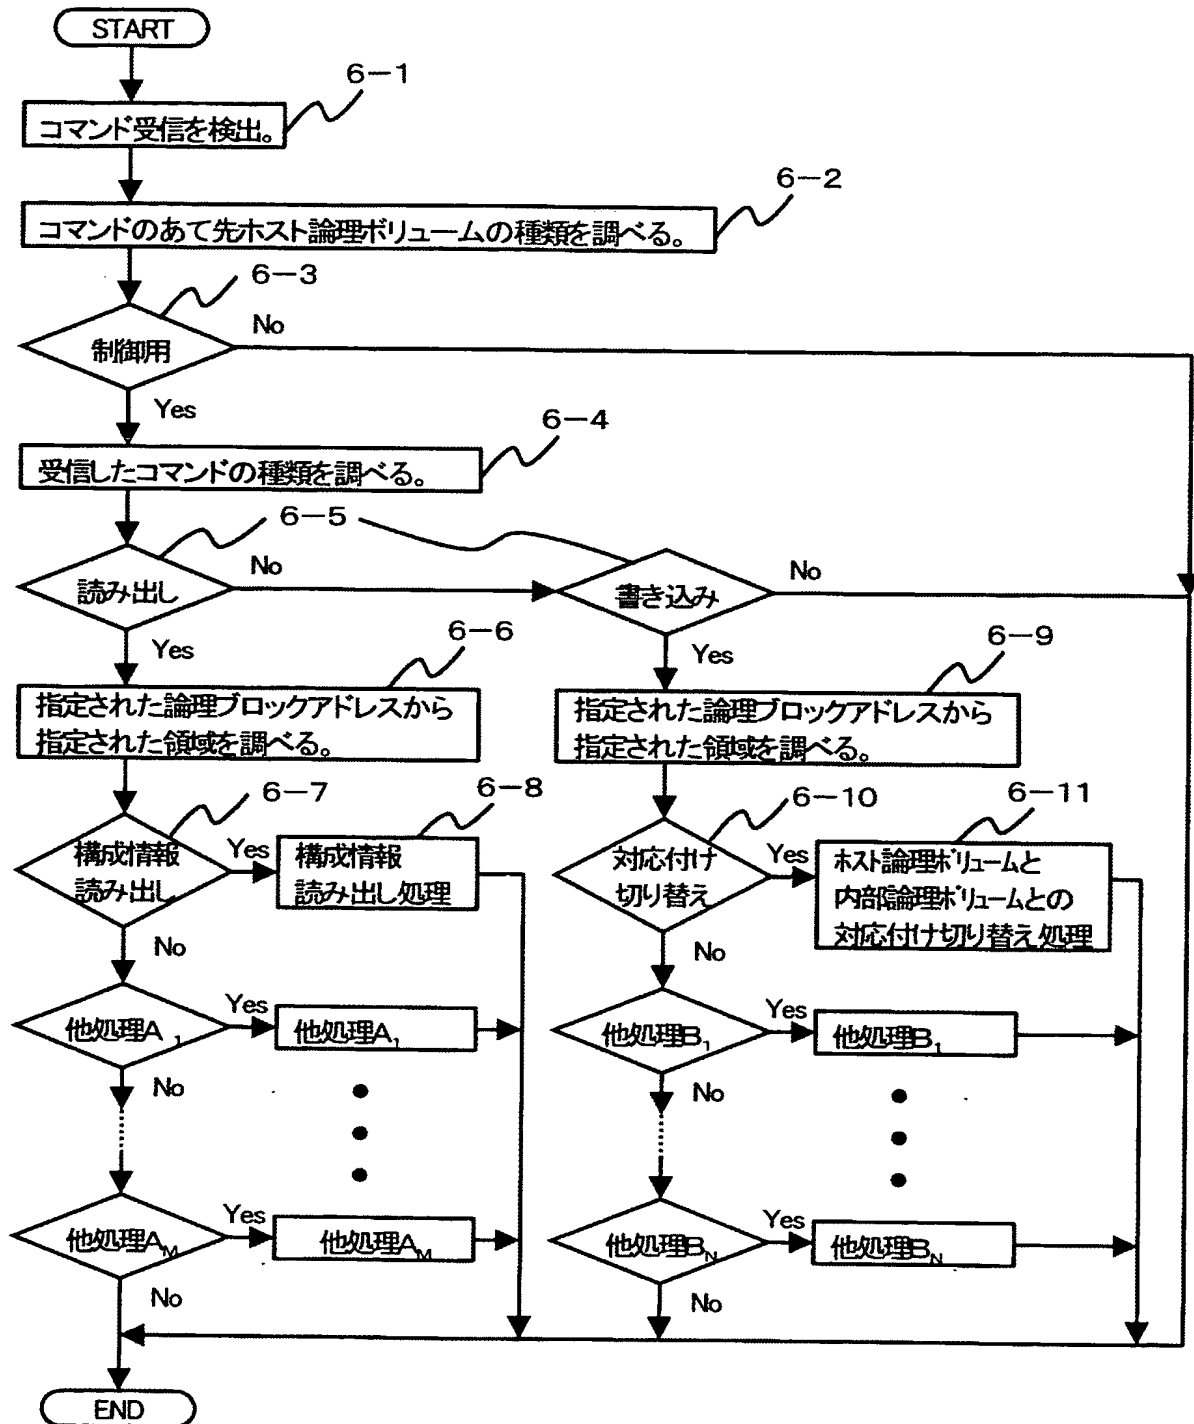 START
6－1
コマンド受信を検出。
6－2
コマンドのあて先ホスト論理ボリュームの種類を調べる。
6－3
制御用
No
Yes
6－4
受信したコマンドの種類を調べる。
6－5
読み出し
No
書き込み
No
Yes
6－6
Yes
6－9
指定された論理ブロックアドレスから
指定された領域を調べる。
指定された論理ブロックアドレスから
指定された領域を調べる。
6－7
6－8
構成情報
読み出し
Yes
構成情報
読み出し処理
No
6－10
6－11
対応付け
切り替え
Yes
ホスト論理ボリュームと
内部論理ボリュームとの
対応付け切り替え処理
No
他処理A₁
Yes
他処理A₁
No
他処理B₁
Yes
他処理B₁
No
他処理A_M
Yes
他処理A_M
No
他処理B_N
Yes
他処理B_N
No
END